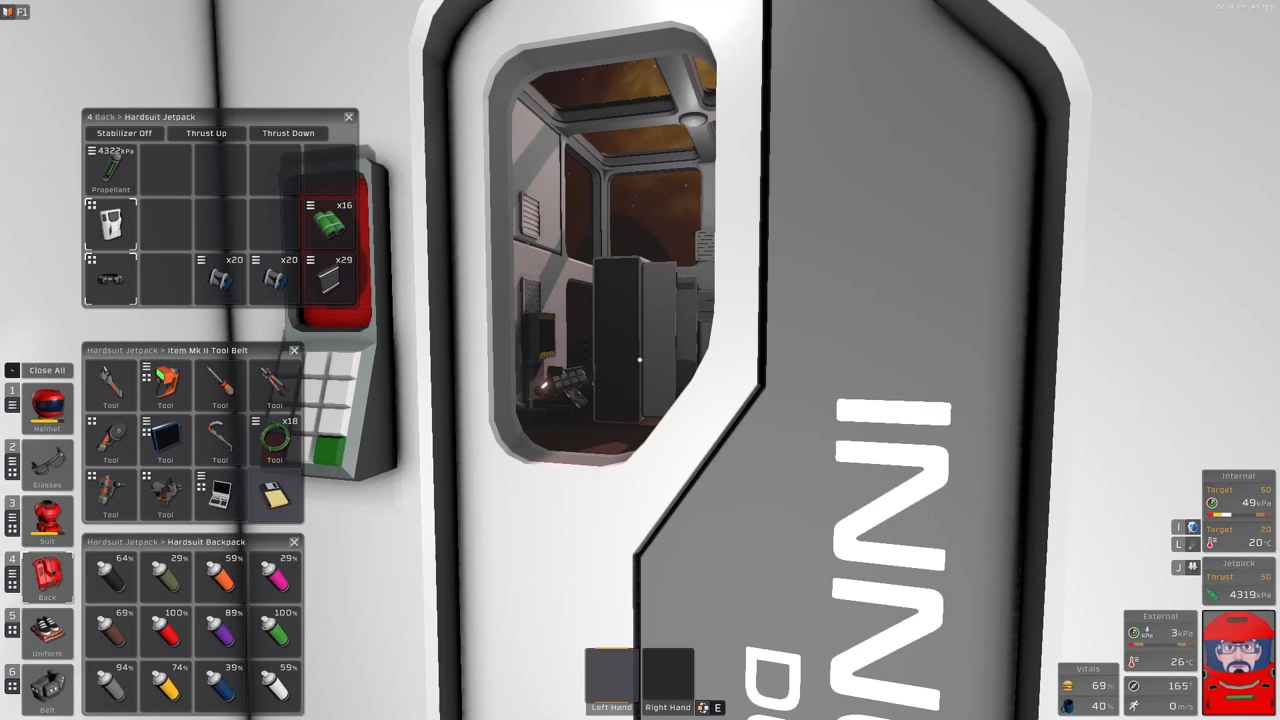 F1
4 Back > Hardsuit Jetpack
Stabilizer Off Thrust Up Thrust Down
4322kPa
Propellant
x16
x20 x20 x29
Hardsuit Jetpack > Item Mk II Tool Belt
Tool Tool Tool Tool
x18
Tool Tool Tool Tool
Tool Tool
Hardsuit Jetpack > Hardsuit Backpack
64% 29% 59% 29%
69% 100% 89% 100%
94% 74% 39% 59%
Close All
1
Helmet
2
Glasses
3
Suit
4
Back
5
Uniform
6
Belt
INNE
DO
Left Hand Right Hand E
Internal
Target 50
49kPa
Target 20
20°C
I
L
J
Jetpack
Thrust 50
4319kPa
External
kPa 3kPa
26°C
165°
0m/s
Vitals
69%
40%